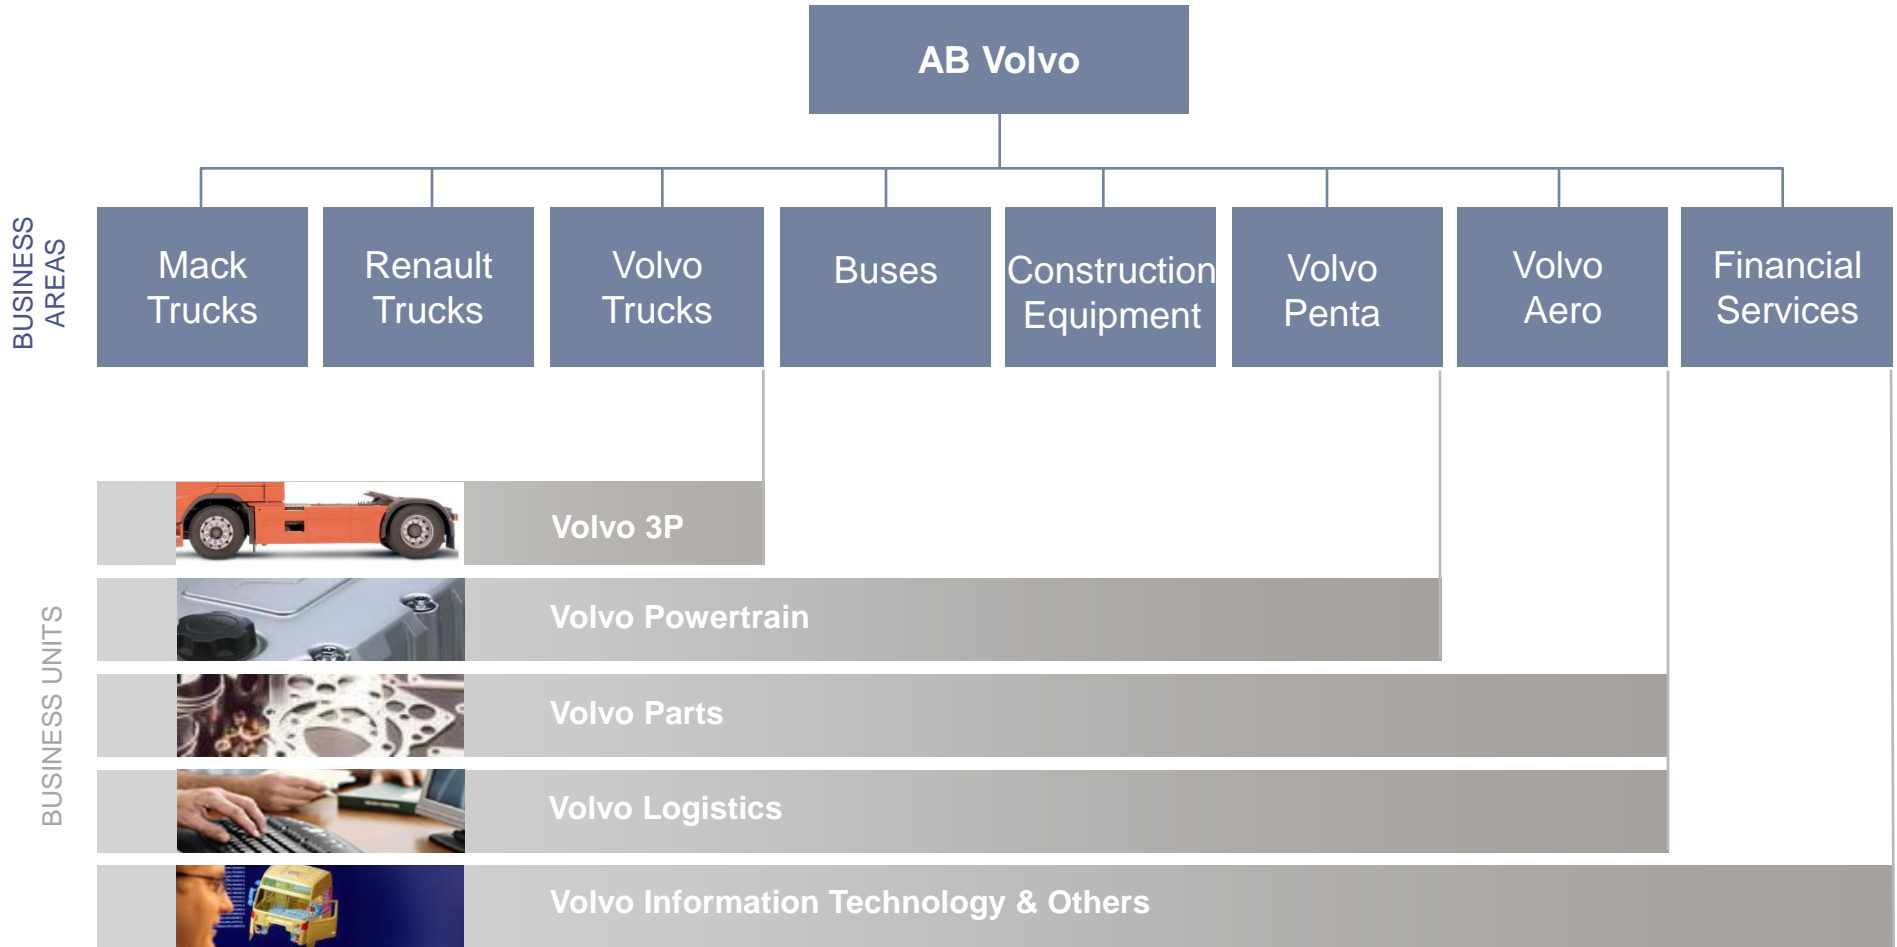 AB Volvo
BUSINESS
AREAS
Mack
Trucks
Renault
Trucks
Volvo
Trucks
Buses
Construction
Equipment
Volvo
Penta
Volvo
Aero
Financial
Services
BUSINESS UNITS
Volvo 3P
Volvo Powertrain
Volvo Parts
Volvo Logistics
Volvo Information Technology & Others